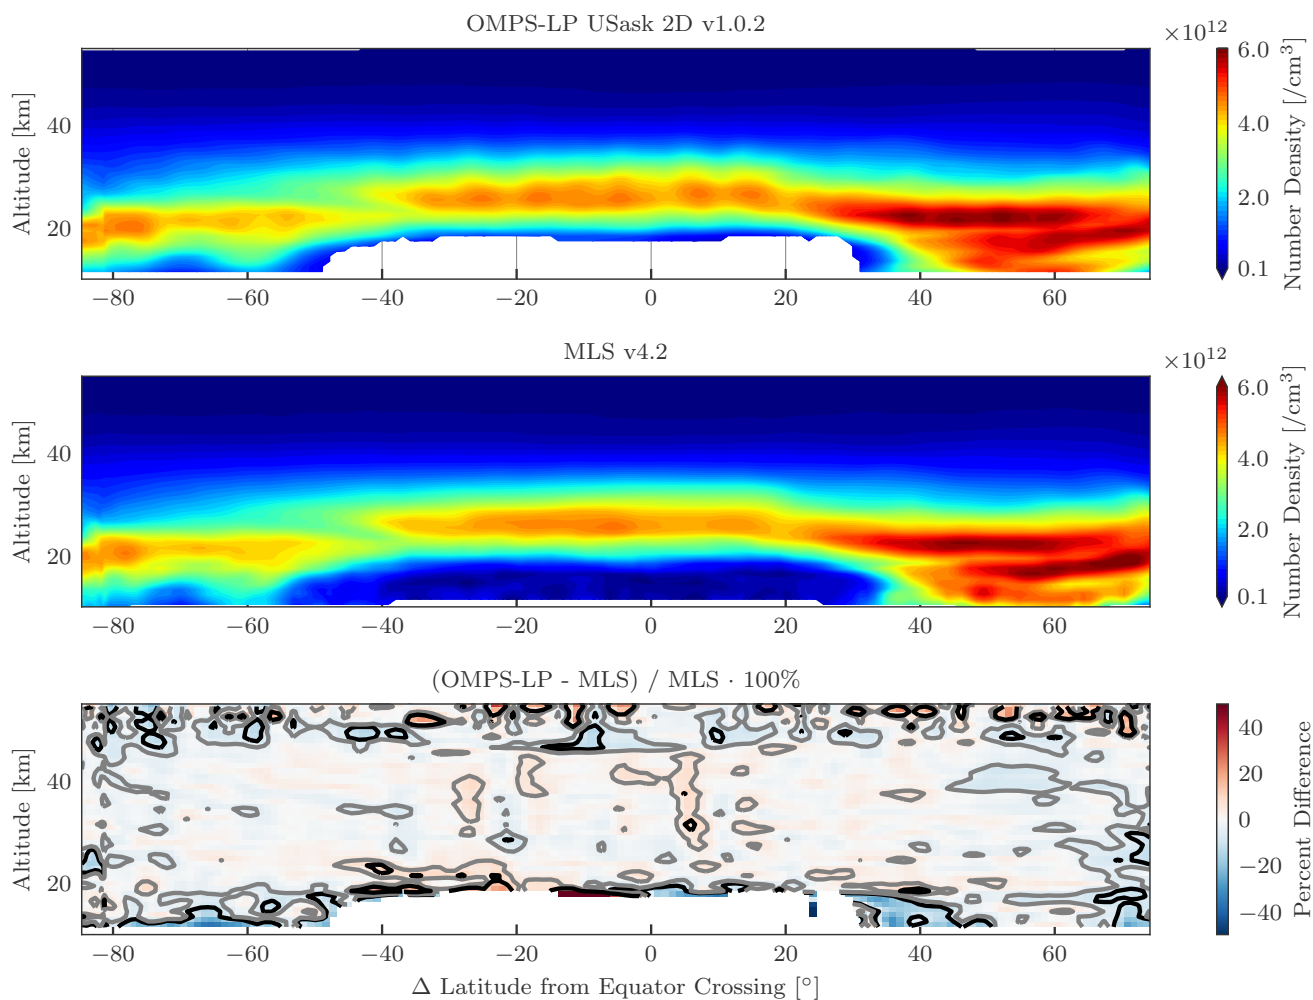 OMPS-LP USask 2D v1.0.2
×10¹²
Altitude [km]
40
20
−80 −60 −40 −20 0 20 40 60
6.0
4.0
2.0
0.1
Number Density [/cm³]
MLS v4.2
×10¹²
Altitude [km]
40
20
−80 −60 −40 −20 0 20 40 60
6.0
4.0
2.0
0.1
Number Density [/cm³]
(OMPS-LP - MLS) / MLS · 100%
Altitude [km]
40
20
−80 −60 −40 −20 0 20 40 60
40
20
0
−20
−40
Percent Difference
Δ Latitude from Equator Crossing [°]